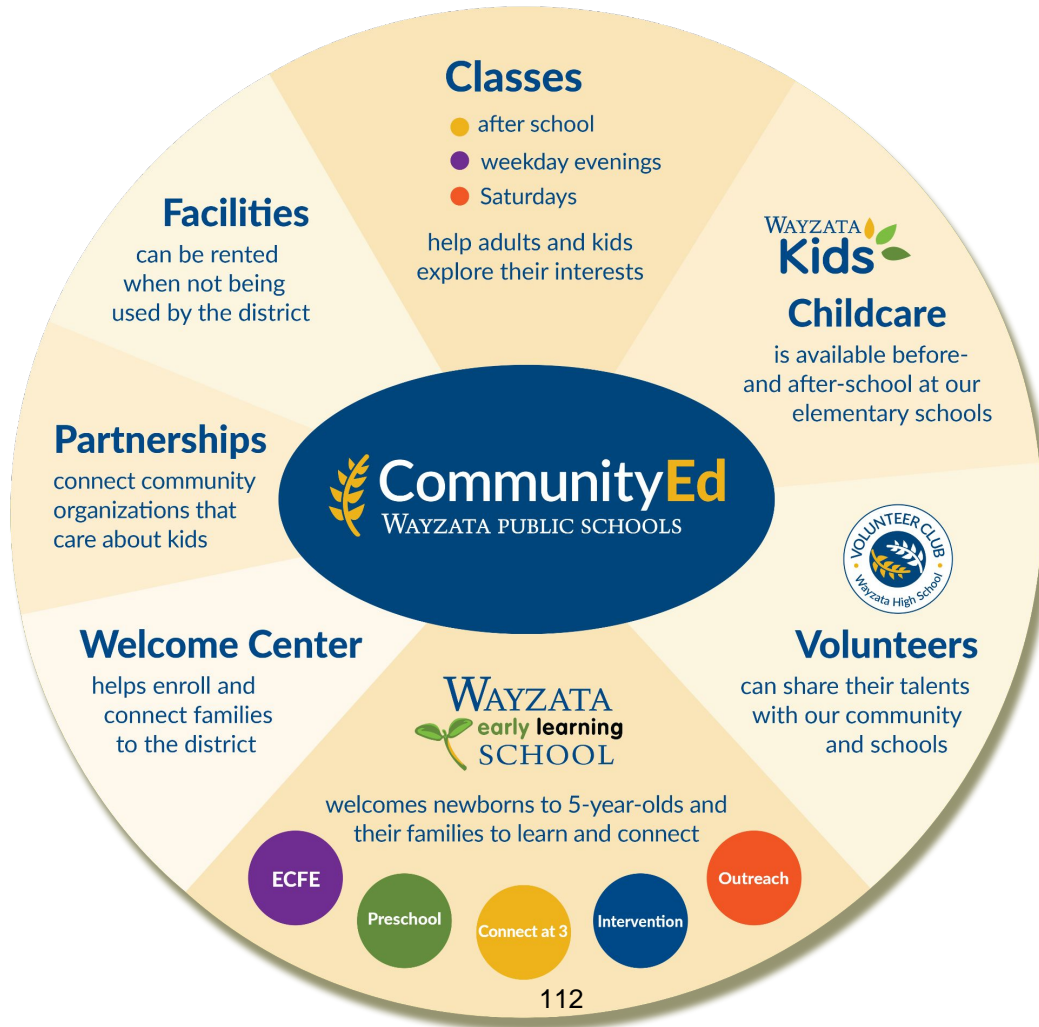 Classes
after school
weekday evenings
Saturdays
help adults and kids
explore their interests
WAYZATA
Kids
Childcare
is available before-
and after-school at our
elementary schools
VOLUNTEER CLUB
Wayzata High School
Volunteers
can share their talents
with our community
and schools
WAYZATA
early learning
SCHOOL
welcomes newborns to 5-year-olds and
their families to learn and connect
ECFE
Preschool
Connect at 3
Intervention
Outreach
Welcome Center
helps enroll and
connect families
to the district
Partnerships
connect community
organizations that
care about kids
Facilities
can be rented
when not being
used by the district
CommunityEd
WAYZATA PUBLIC SCHOOLS
112